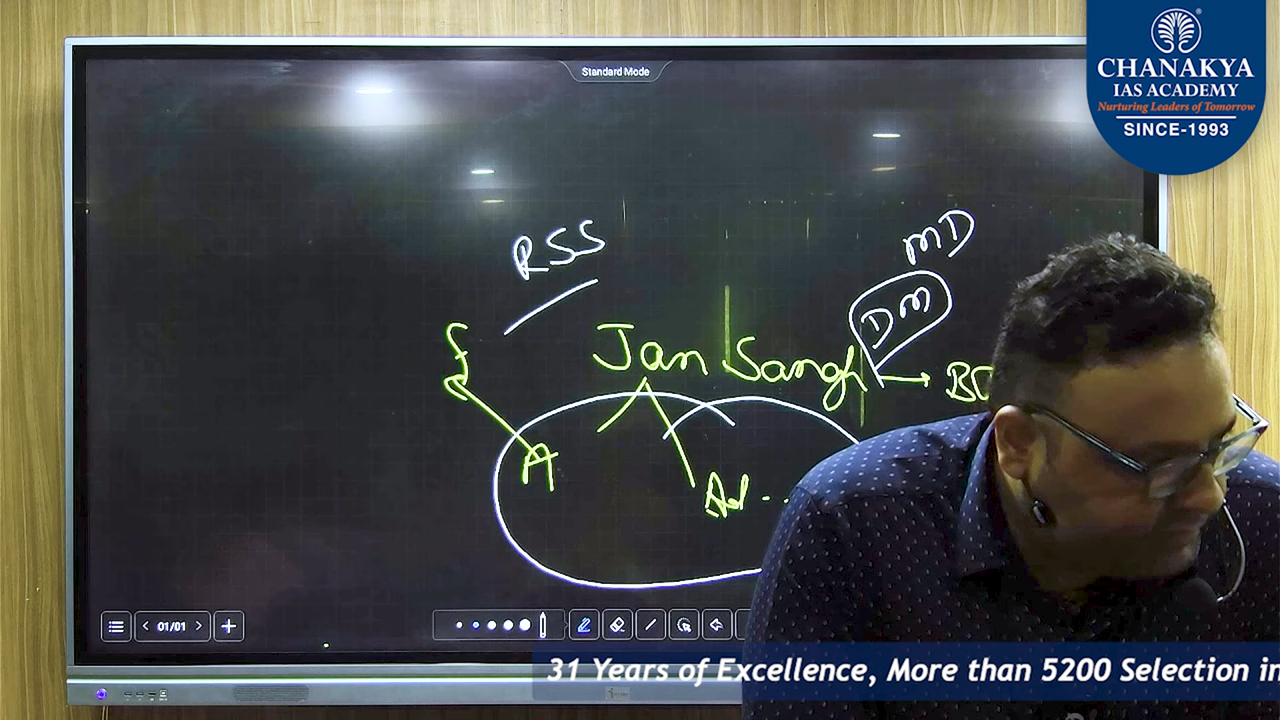 Standard Mode
CHANAKYA
IAS ACADEMY
Nurturing Leaders of Tomorrow
SINCE-1993
MD
RSS
DM
Jan Sangh
A
01/01
31 Years of Excellence, More than 5200 Selection in